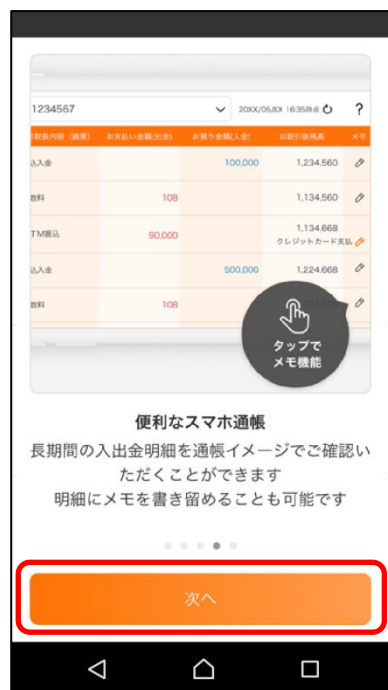 1234567 20XX/05/XX 16:35時点 ?
お支払い金額(出金) お預り金額(入金) お取引後残高 メモ
込入金 100,000 1,234,560
数料 108 1,134,560
TM振込 90,000 1,134,668
クレジットカード支払
込入金 500,000 1,224,668
数料 108
タップで
メモ機能
便利なスマホ通帳
長期間の入出金明細を通帳イメージでご確認い
ただくことができます
明細にメモを書き留めることも可能です
次へ